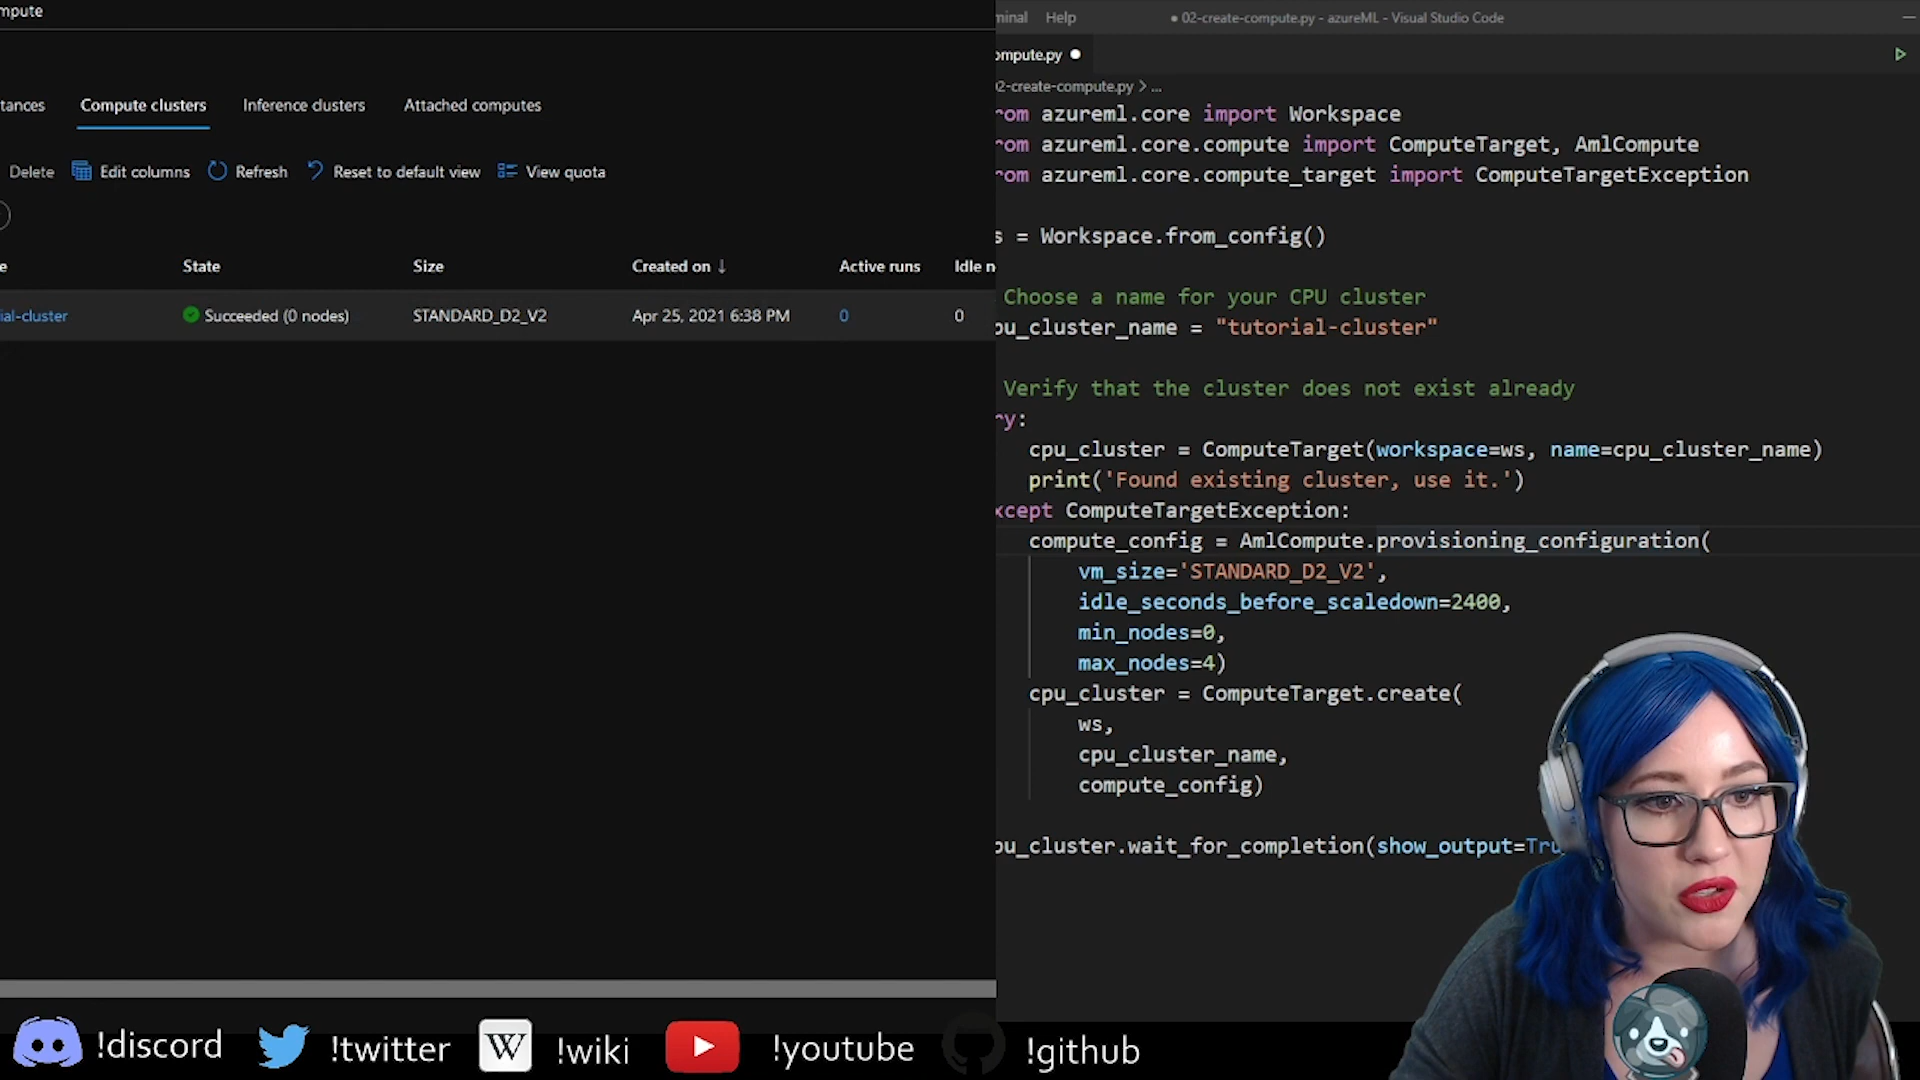 mpute
tances Compute clusters Inference clusters Attached computes
Delete Edit columns Refresh Reset to default view View quota
e State Size Created on ↓ Active runs Idle n
ial-cluster Succeeded (0 nodes) STANDARD_D2_V2 Apr 25, 2021 6:38 PM 0 0
minal Help ● 02-create-compute.py - azureML - Visual Studio Code
ompute.py ●
02-create-compute.py > ...
rom azureml.core import Workspace
rom azureml.core.compute import ComputeTarget, AmlCompute
rom azureml.core.compute_target import ComputeTargetException
s = Workspace.from_config()
Choose a name for your CPU cluster
pu_cluster_name = "tutorial-cluster"
Verify that the cluster does not exist already
ry:
cpu_cluster = ComputeTarget(workspace=ws, name=cpu_cluster_name)
print('Found existing cluster, use it.')
xcept ComputeTargetException:
compute_config = AmlCompute.provisioning_configuration(
vm_size='STANDARD_D2_V2',
idle_seconds_before_scaledown=2400,
min_nodes=0,
max_nodes=4)
cpu_cluster = ComputeTarget.create(
ws,
cpu_cluster_name,
compute_config)
pu_cluster.wait_for_completion(show_output=Tru
!discord !twitter W !wiki !youtube !github